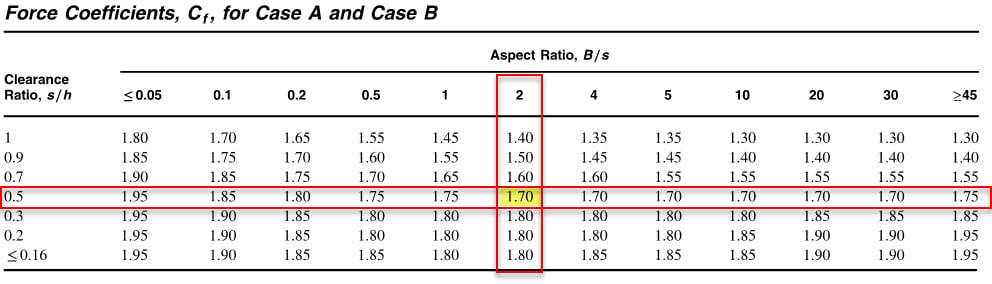 Force Coefficients, Cf, for Case A and Case B
Aspect Ratio, B/s
Clearance
Ratio, s/h ≤0.05 0.1 0.2 0.5 1 2 4 5 10 20 30 ≥45
1 1.80 1.70 1.65 1.55 1.45 1.40 1.35 1.35 1.30 1.30 1.30 1.30
0.9 1.85 1.75 1.70 1.60 1.55 1.50 1.45 1.45 1.40 1.40 1.40 1.40
0.7 1.90 1.85 1.75 1.70 1.65 1.60 1.60 1.55 1.55 1.55 1.55 1.55
0.5 1.95 1.85 1.80 1.75 1.75 1.70 1.70 1.70 1.70 1.70 1.70 1.75
0.3 1.95 1.90 1.85 1.80 1.80 1.80 1.80 1.80 1.80 1.85 1.85 1.85
0.2 1.95 1.90 1.85 1.80 1.80 1.80 1.80 1.80 1.85 1.90 1.90 1.95
≤0.16 1.95 1.90 1.85 1.85 1.80 1.80 1.85 1.85 1.85 1.90 1.90 1.95